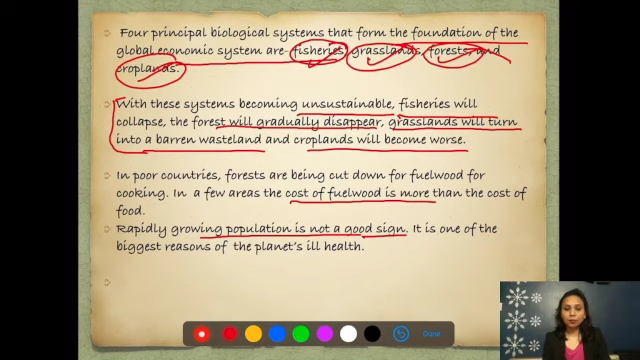 Four principal biological systems that form the foundation of the
global economic system are- fisheries, grasslands, forests, and
croplands.
With these systems becoming unsustainable, fisheries will
collapse, the forest will gradually disappear, grasslands will turn
into a barren wasteland and croplands will become worse.
In poor countries, forests are being cut down for fuelwood for
cooking. In a few areas the cost of fuelwood is more than the cost of
food.
Rapidly growing population is not a good sign. It is one of the
biggest reasons of the planet's ill health.
Done